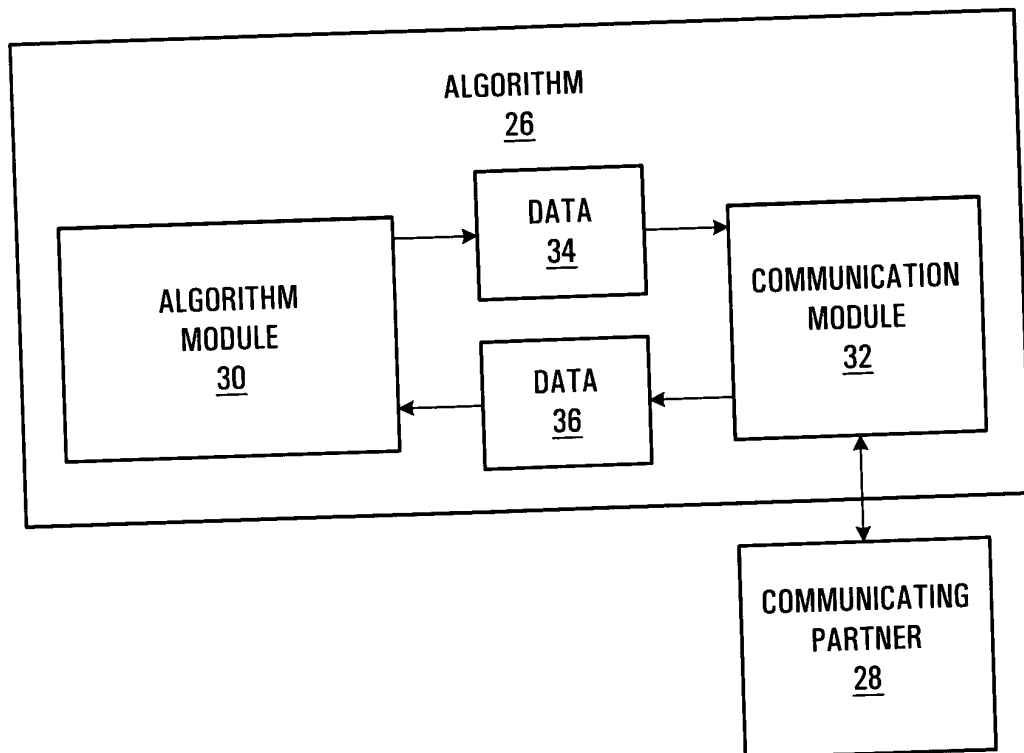 ALGORITHM
26
DATA
34
ALGORITHM
MODULE
30
COMMUNICATION
MODULE
32
DATA
36
COMMUNICATING
PARTNER
28